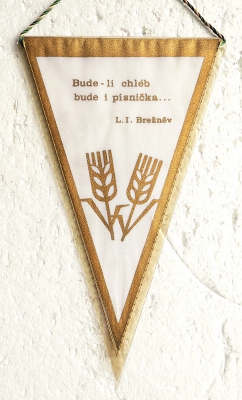 Bude-li chléb
bude i písnička...
L.I. Brežněv